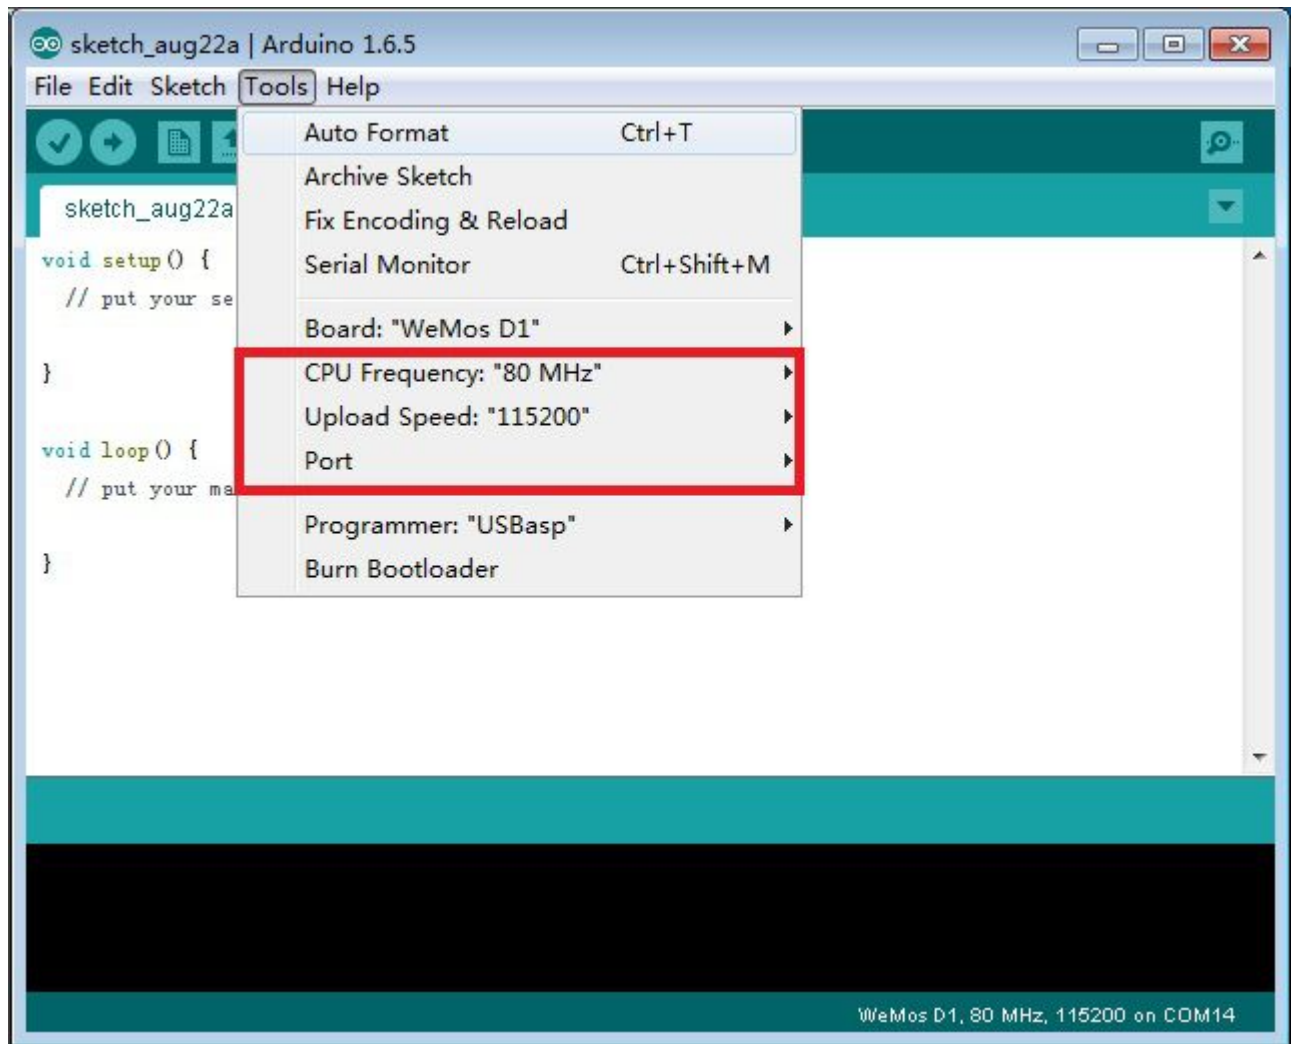 sketch_aug22a | Arduino 1.6.5
File Edit Sketch Tools Help
Auto Format Ctrl+T
Archive Sketch
Fix Encoding & Reload
Serial Monitor Ctrl+Shift+M
Board: "WeMos D1"
CPU Frequency: "80 MHz"
Upload Speed: "115200"
Port
Programmer: "USBasp"
Burn Bootloader
sketch_aug22a
void setup() {
// put your se
}
void loop() {
// put your ma
}
WeMos D1, 80 MHz, 115200 on COM14